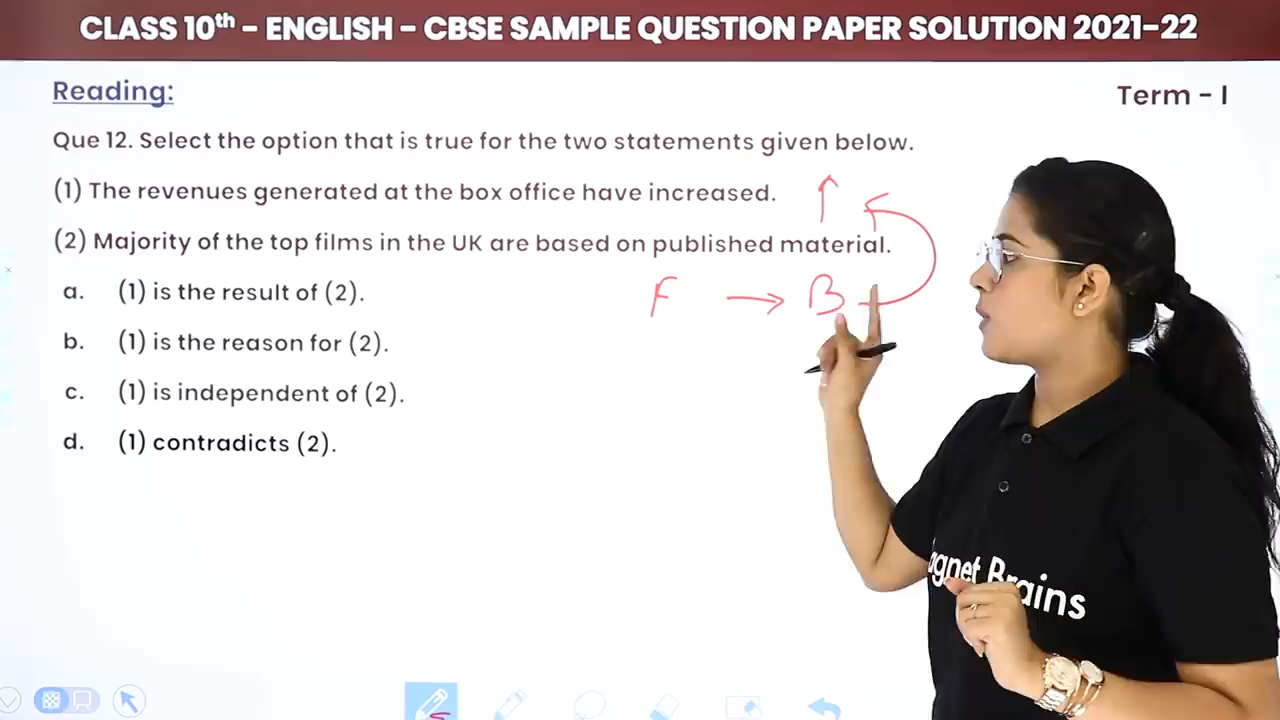 CLASS 10th - ENGLISH - CBSE SAMPLE QUESTION PAPER SOLUTION 2021-22
Reading:
Term - I
Que 12. Select the option that is true for the two statements given below.
(1) The revenues generated at the box office have increased.
(2) Majority of the top films in the UK are based on published material.
a. (1) is the result of (2).
F → B
b. (1) is the reason for (2).
c. (1) is independent of (2).
d. (1) contradicts (2).
agnet Brains